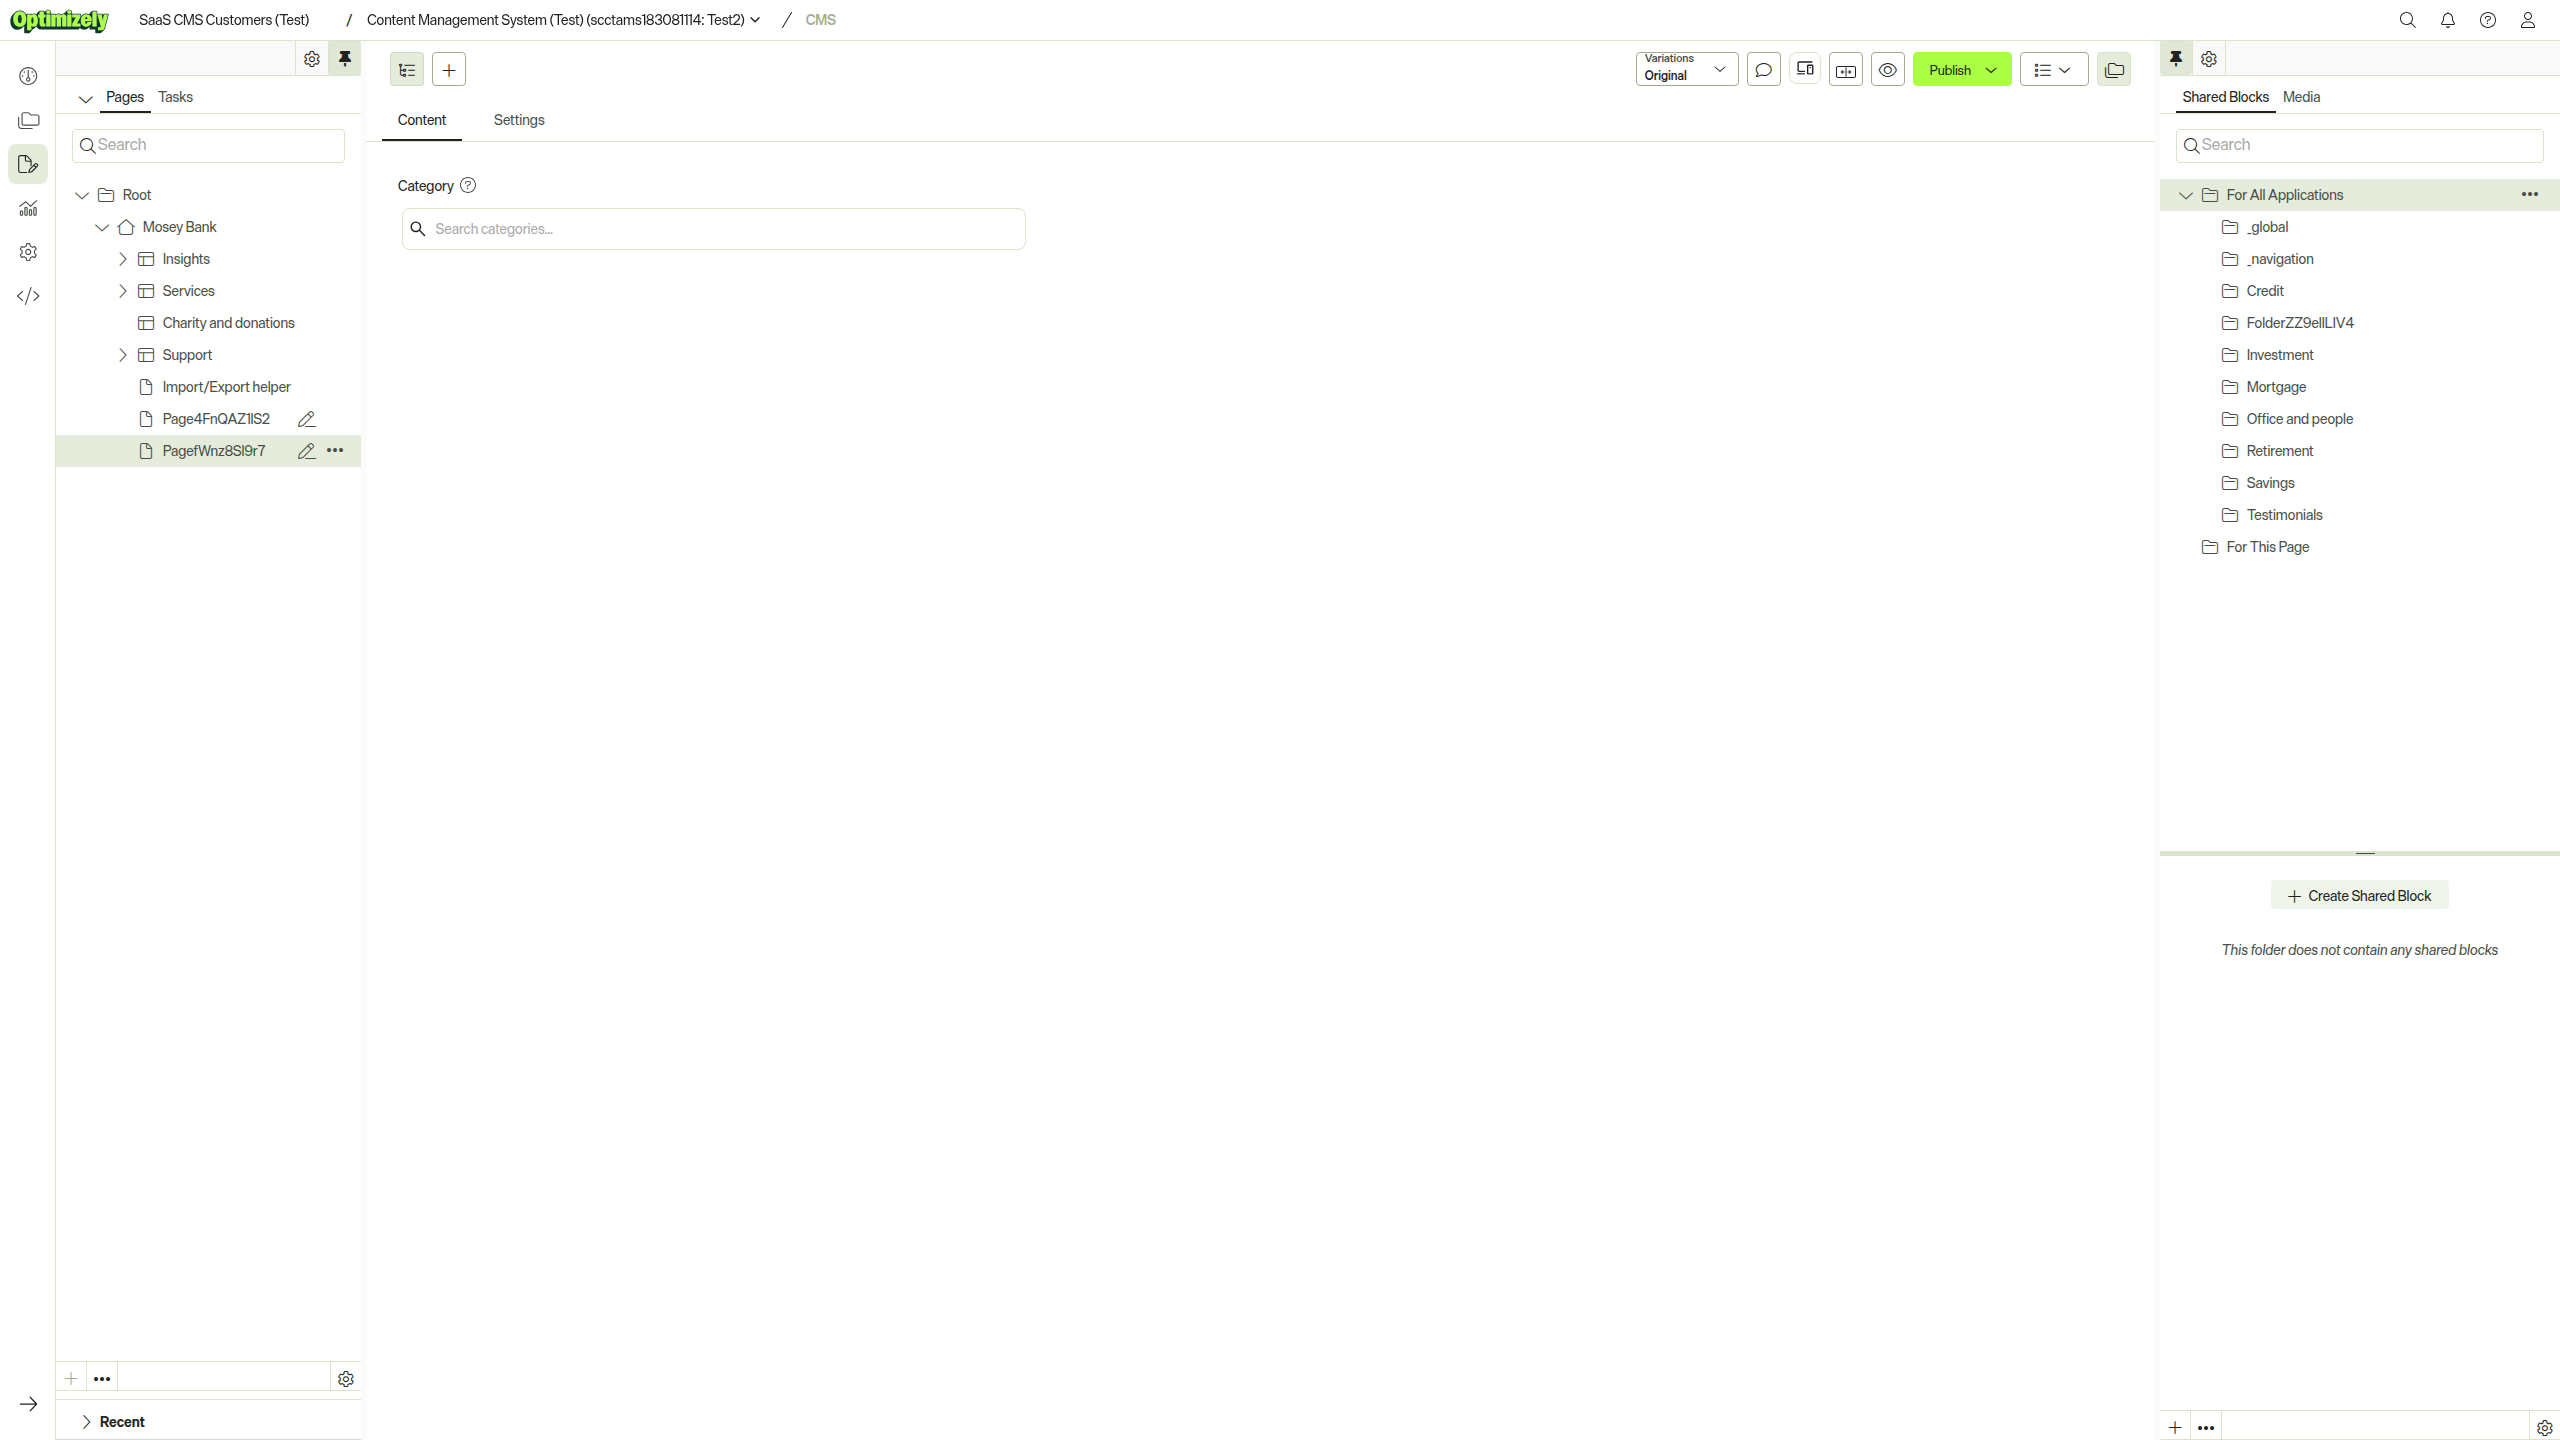 Optimizely SaaS CMS Customers (Test) / Content Management System (Test) (scctams183081114: Test2) / CMS
Pages Tasks
Search
Root
Mosey Bank
Insights
Services
Charity and donations
Support
Import/Export helper
Page4FnQAZ1lS2
PagefWnz8Sl9r7
Recent
Variations
Original
Publish
Content Settings
Category
Search categories...
Shared Blocks Media
Search
For All Applications
_global
_navigation
Credit
FolderZZ9ellLlV4
Investment
Mortgage
Office and people
Retirement
Savings
Testimonials
For This Page
Create Shared Block
This folder does not contain any shared blocks